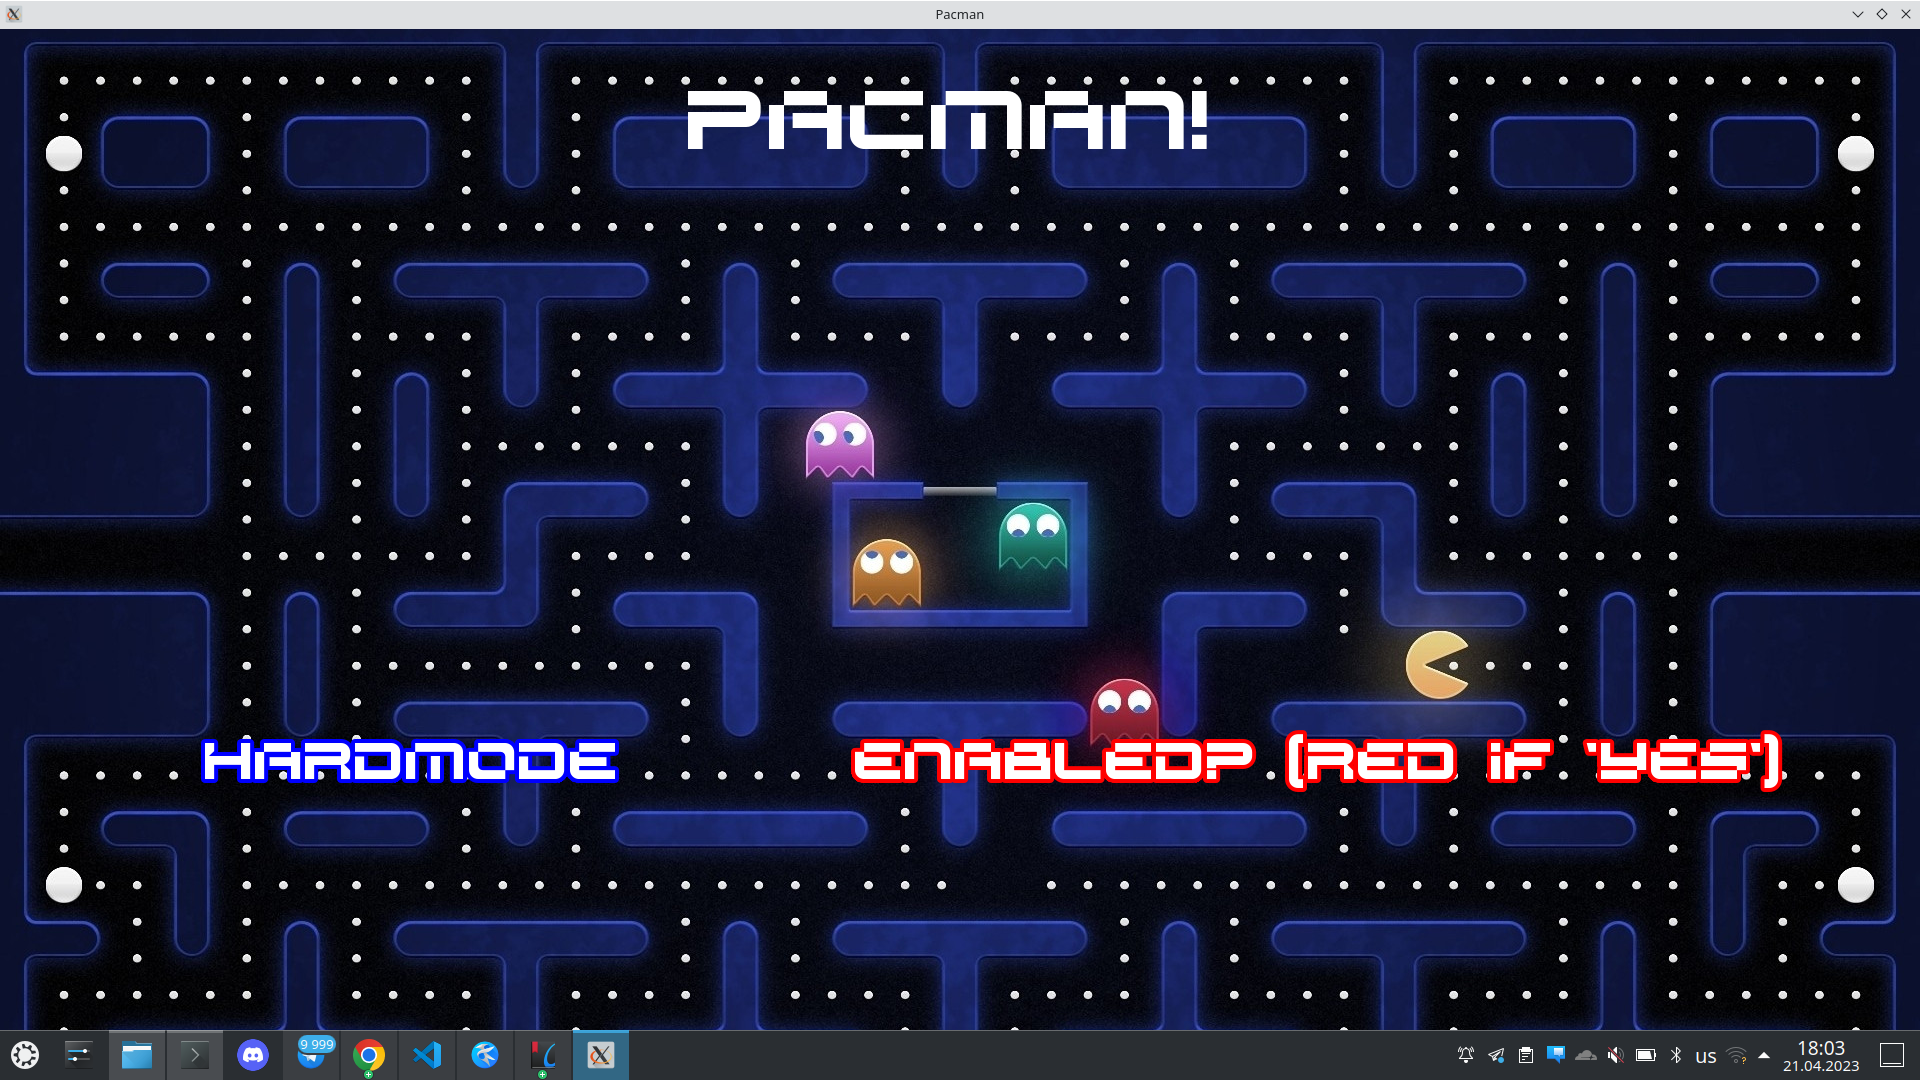 Pacman
PACMAN!
HARDMODE ENABLED? (RED IF 'YES')
9 999
us
18:03
21.04.2023